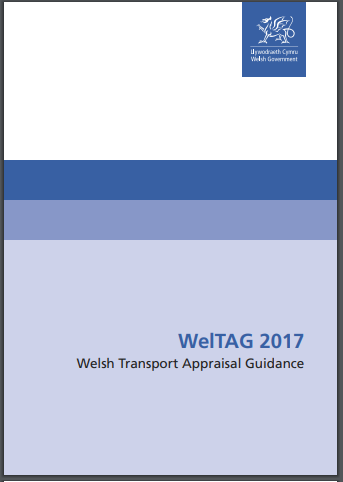 Llywodraeth Cymru
Welsh Government
WelTAG 2017
Welsh Transport Appraisal Guidance